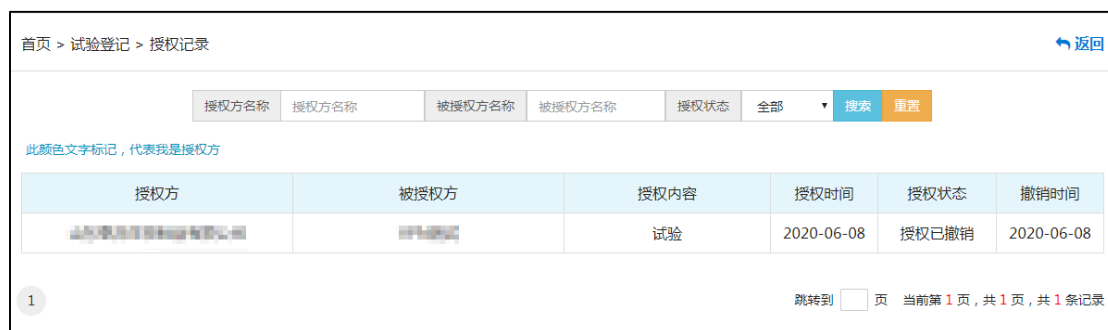 首页 > 试验登记 > 授权记录 返回
授权方名称 授权方名称 被授权方名称 被授权方名称 授权状态 全部 搜索 重置
此颜色文字标记，代表我是授权方
授权方 被授权方 授权内容 授权时间 授权状态 撤销时间
试验 2020-06-08 授权已撤销 2020-06-08
1 跳转到 页 当前第 1 页，共 1 页，共 1 条记录